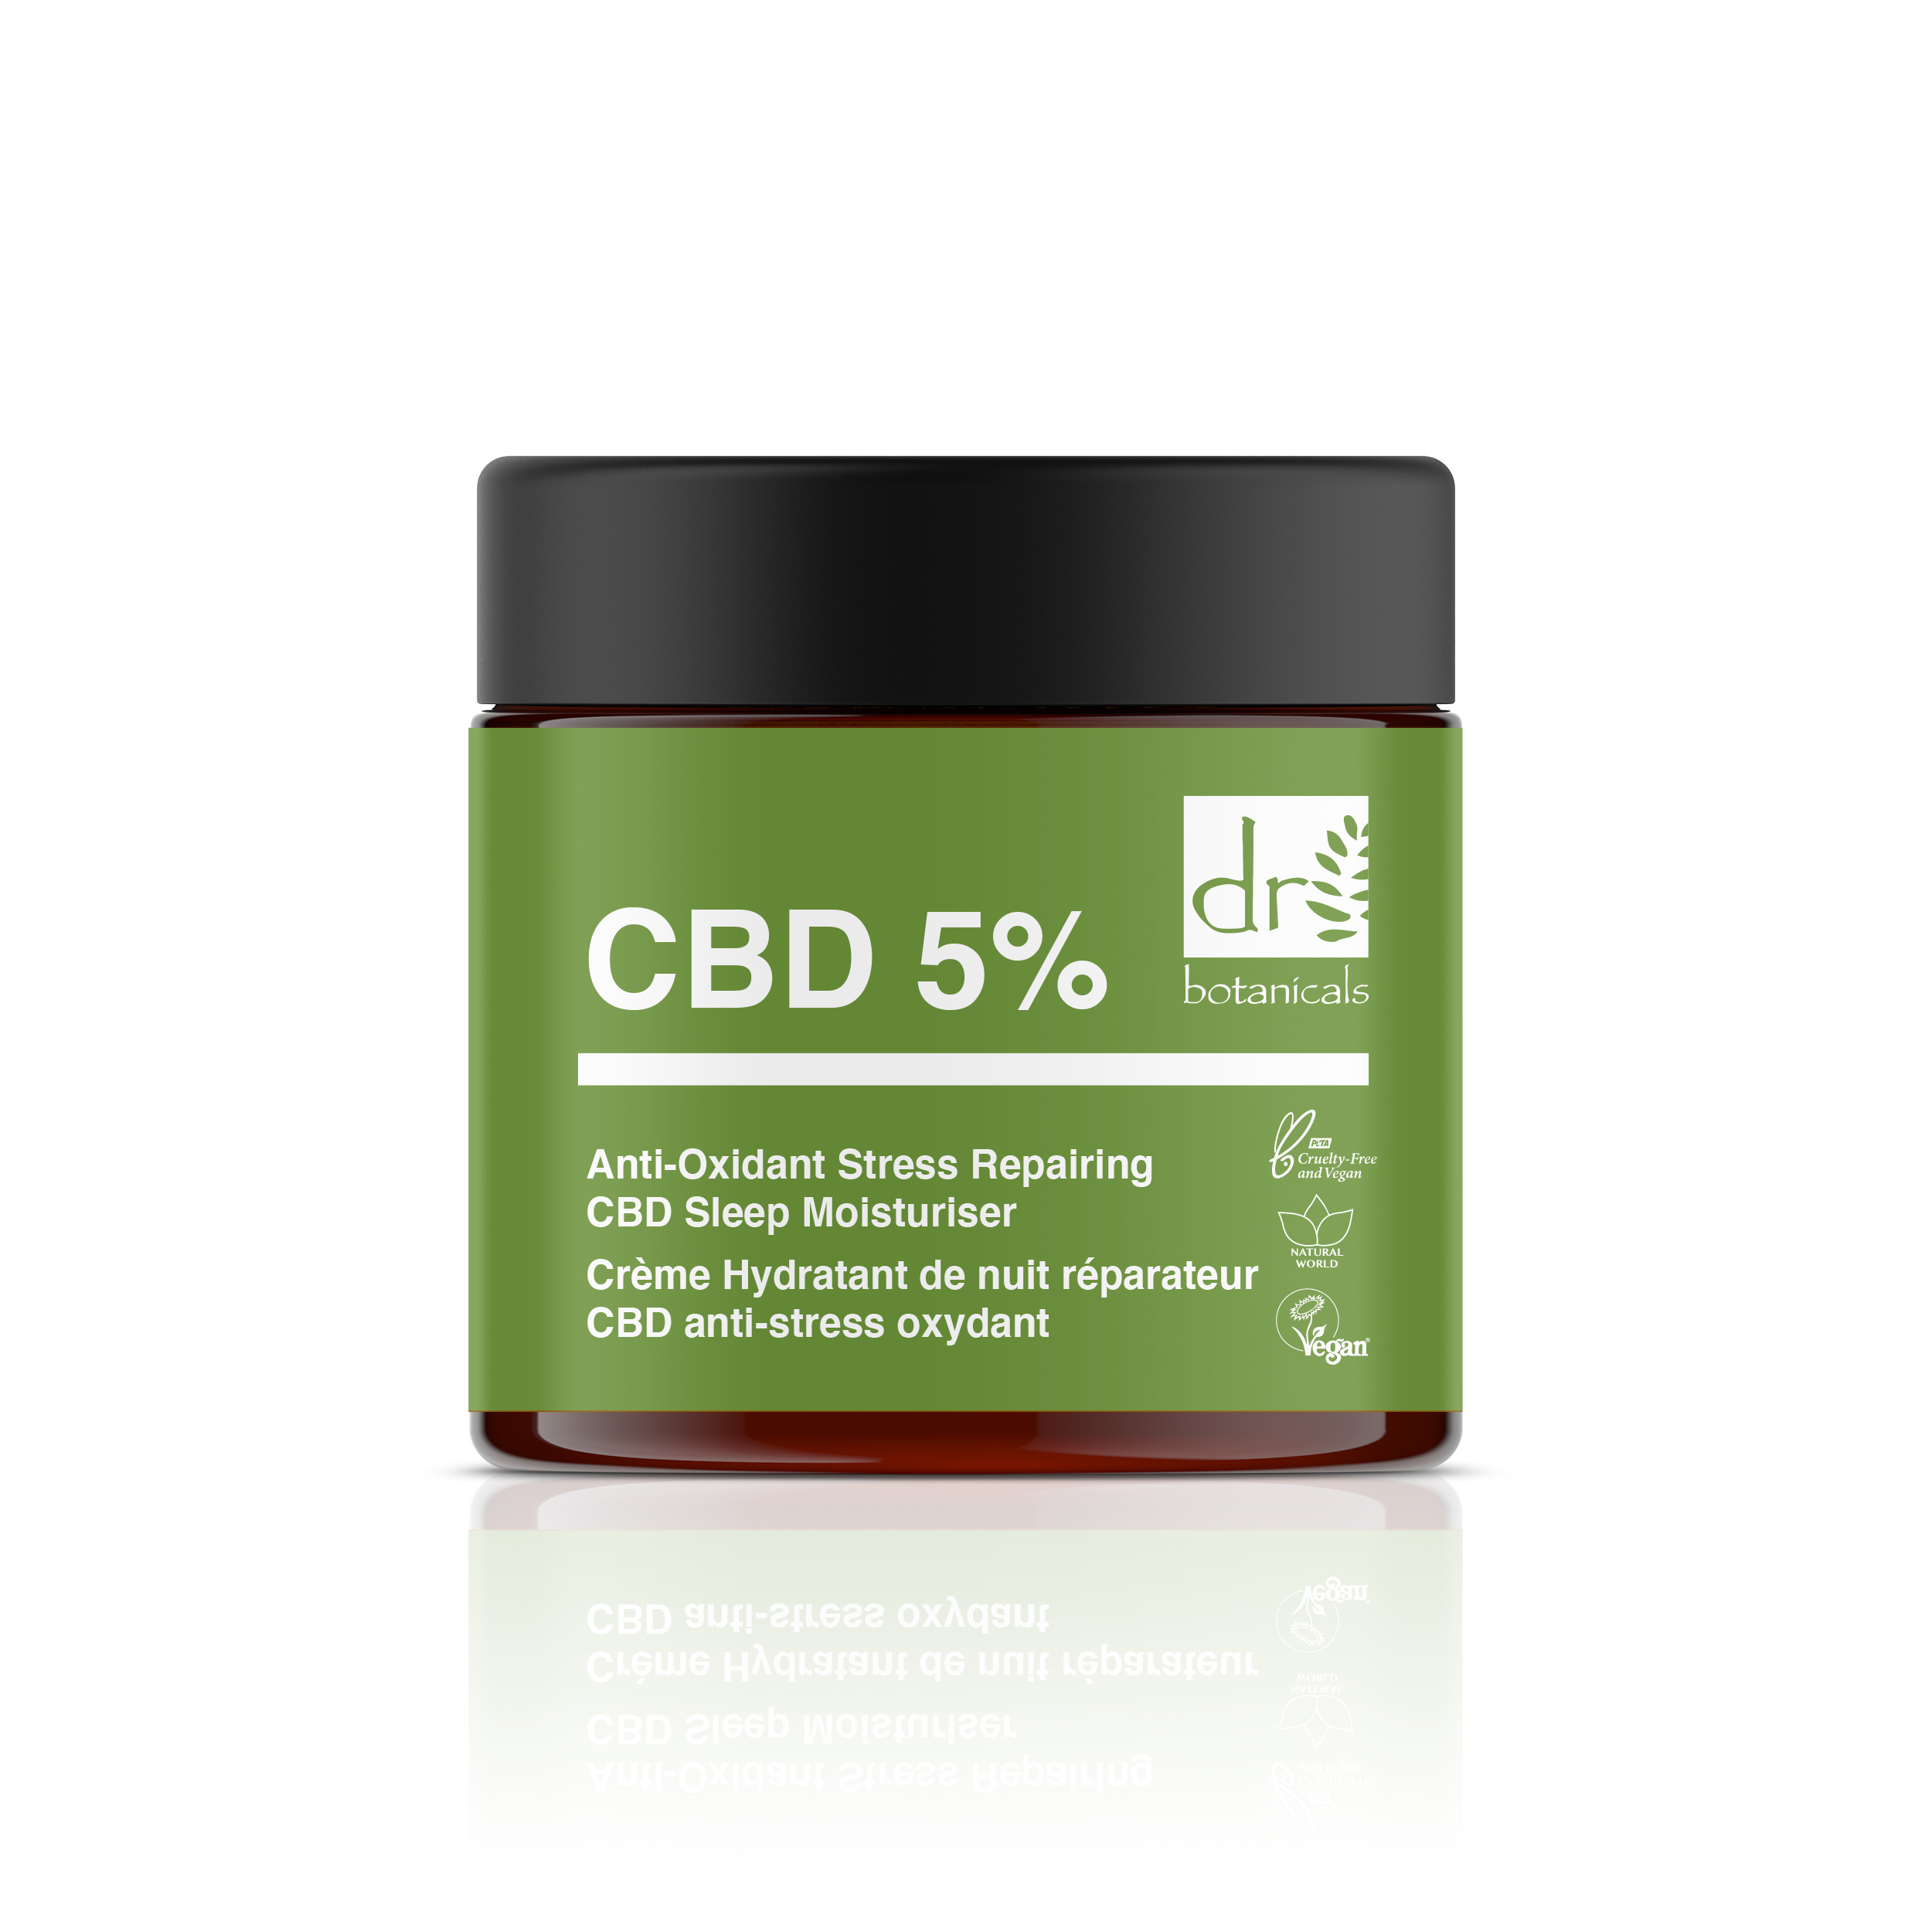 dr
botanicals
CBD 5%
Anti-Oxidant Stress Repairing
CBD Sleep Moisturiser
Crème Hydratant de nuit réparateur
CBD anti-stress oxydant
PETA
Cruelty-Free
and Vegan
NATURAL
WORLD
Vegan